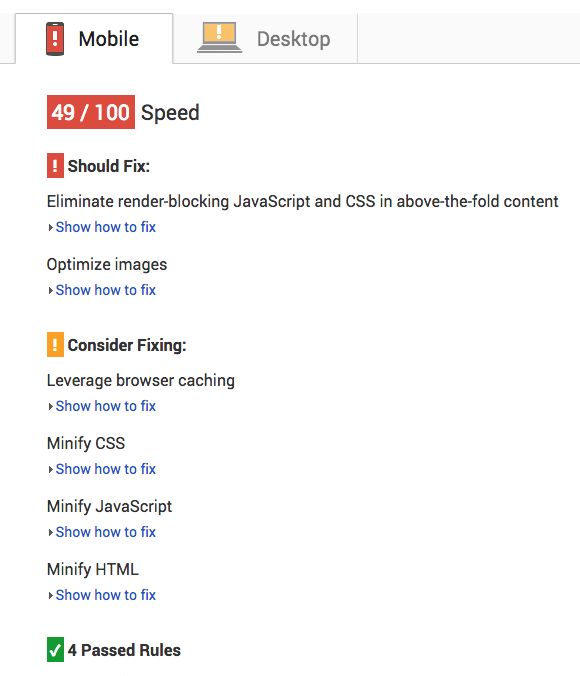 Mobile
Desktop
49 / 100 Speed
Should Fix:
Eliminate render-blocking JavaScript and CSS in above-the-fold content
Show how to fix
Optimize images
Show how to fix
Consider Fixing:
Leverage browser caching
Show how to fix
Minify CSS
Show how to fix
Minify JavaScript
Show how to fix
Minify HTML
Show how to fix
4 Passed Rules